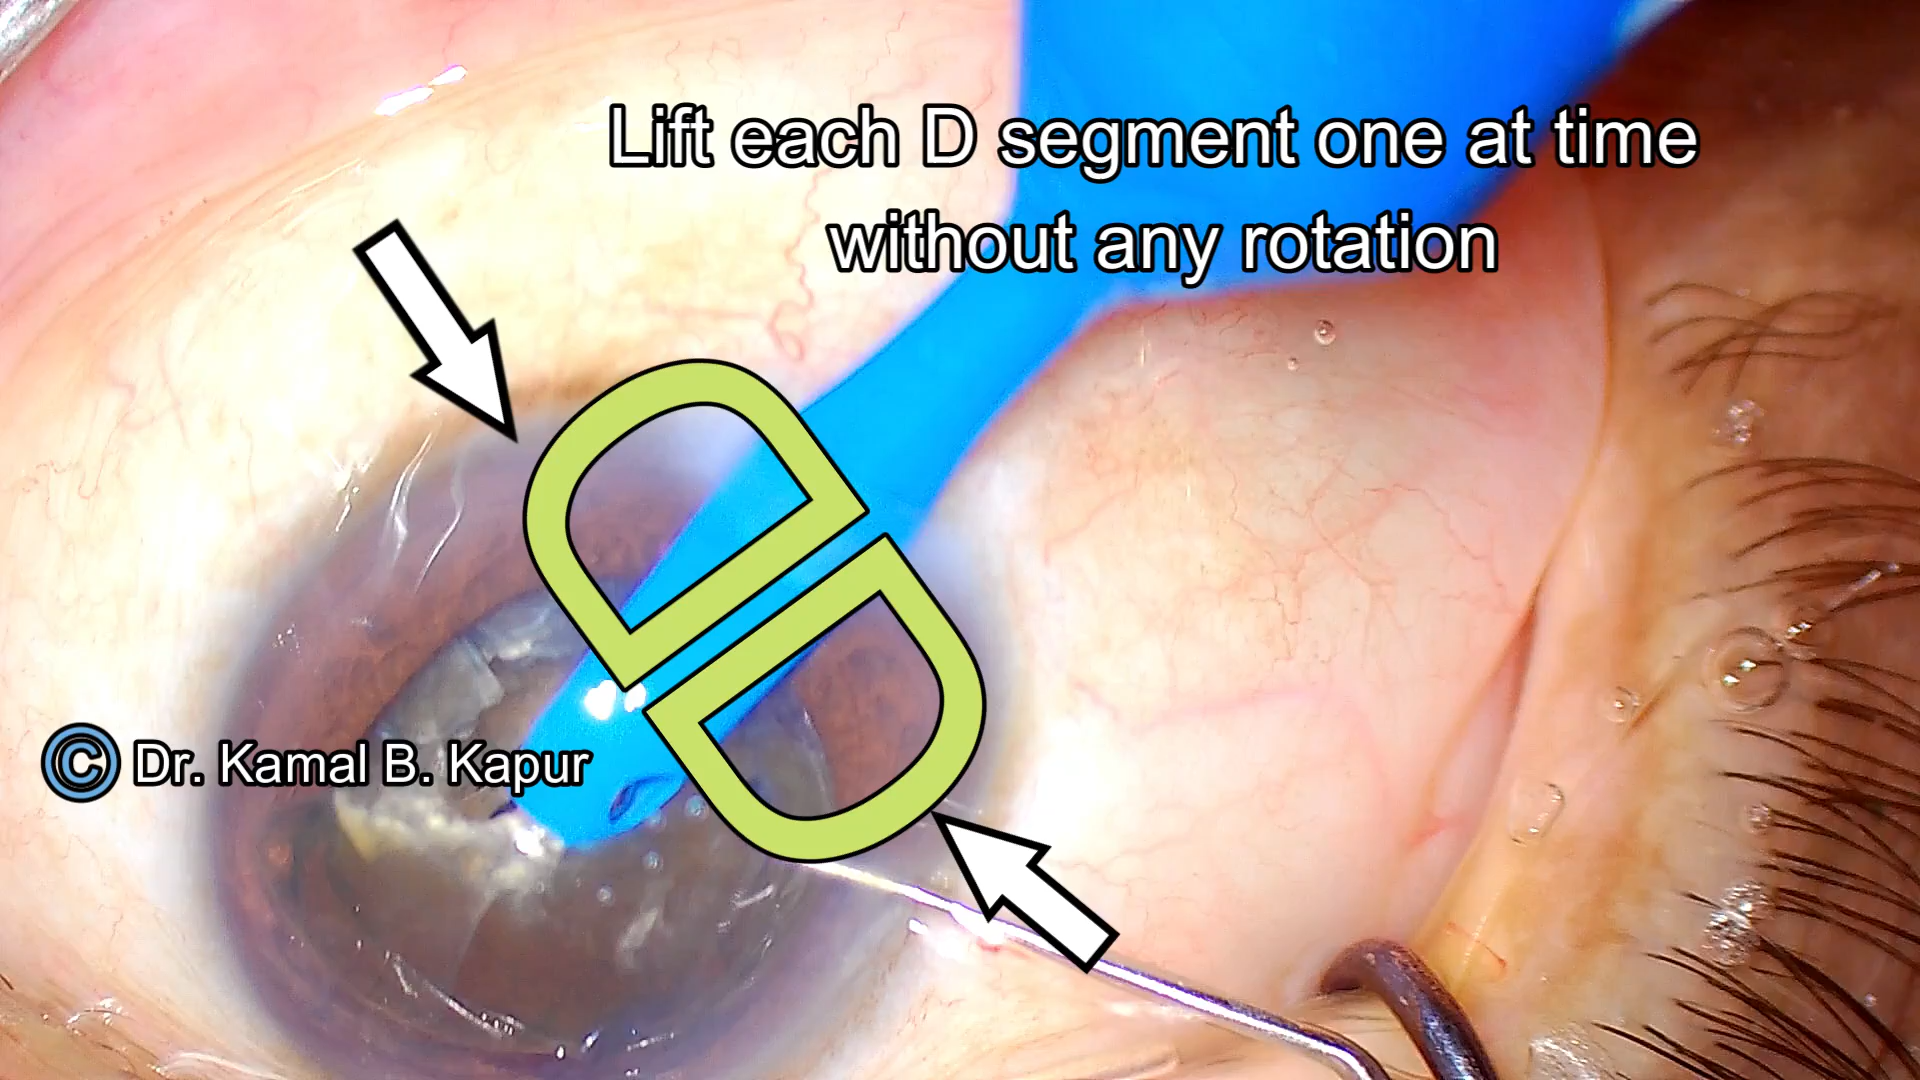 Lift each D segment one at time
without any rotation
© Dr. Kamal B. Kapur